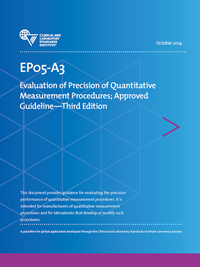 CLINICAL AND
LABORATORY
STANDARDS
INSTITUTE®
October 2014
EP05-A3
Evaluation of Precision of Quantitative
Measurement Procedures; Approved
Guideline—Third Edition
This document provides guidance for evaluating the precision
performance of quantitative measurement procedures. It is
intended for manufacturers of quantitative measurement
procedures and for laboratories that develop or modify such
procedures.
A guideline for global application developed through the Clinical and Laboratory Standards Institute consensus process.